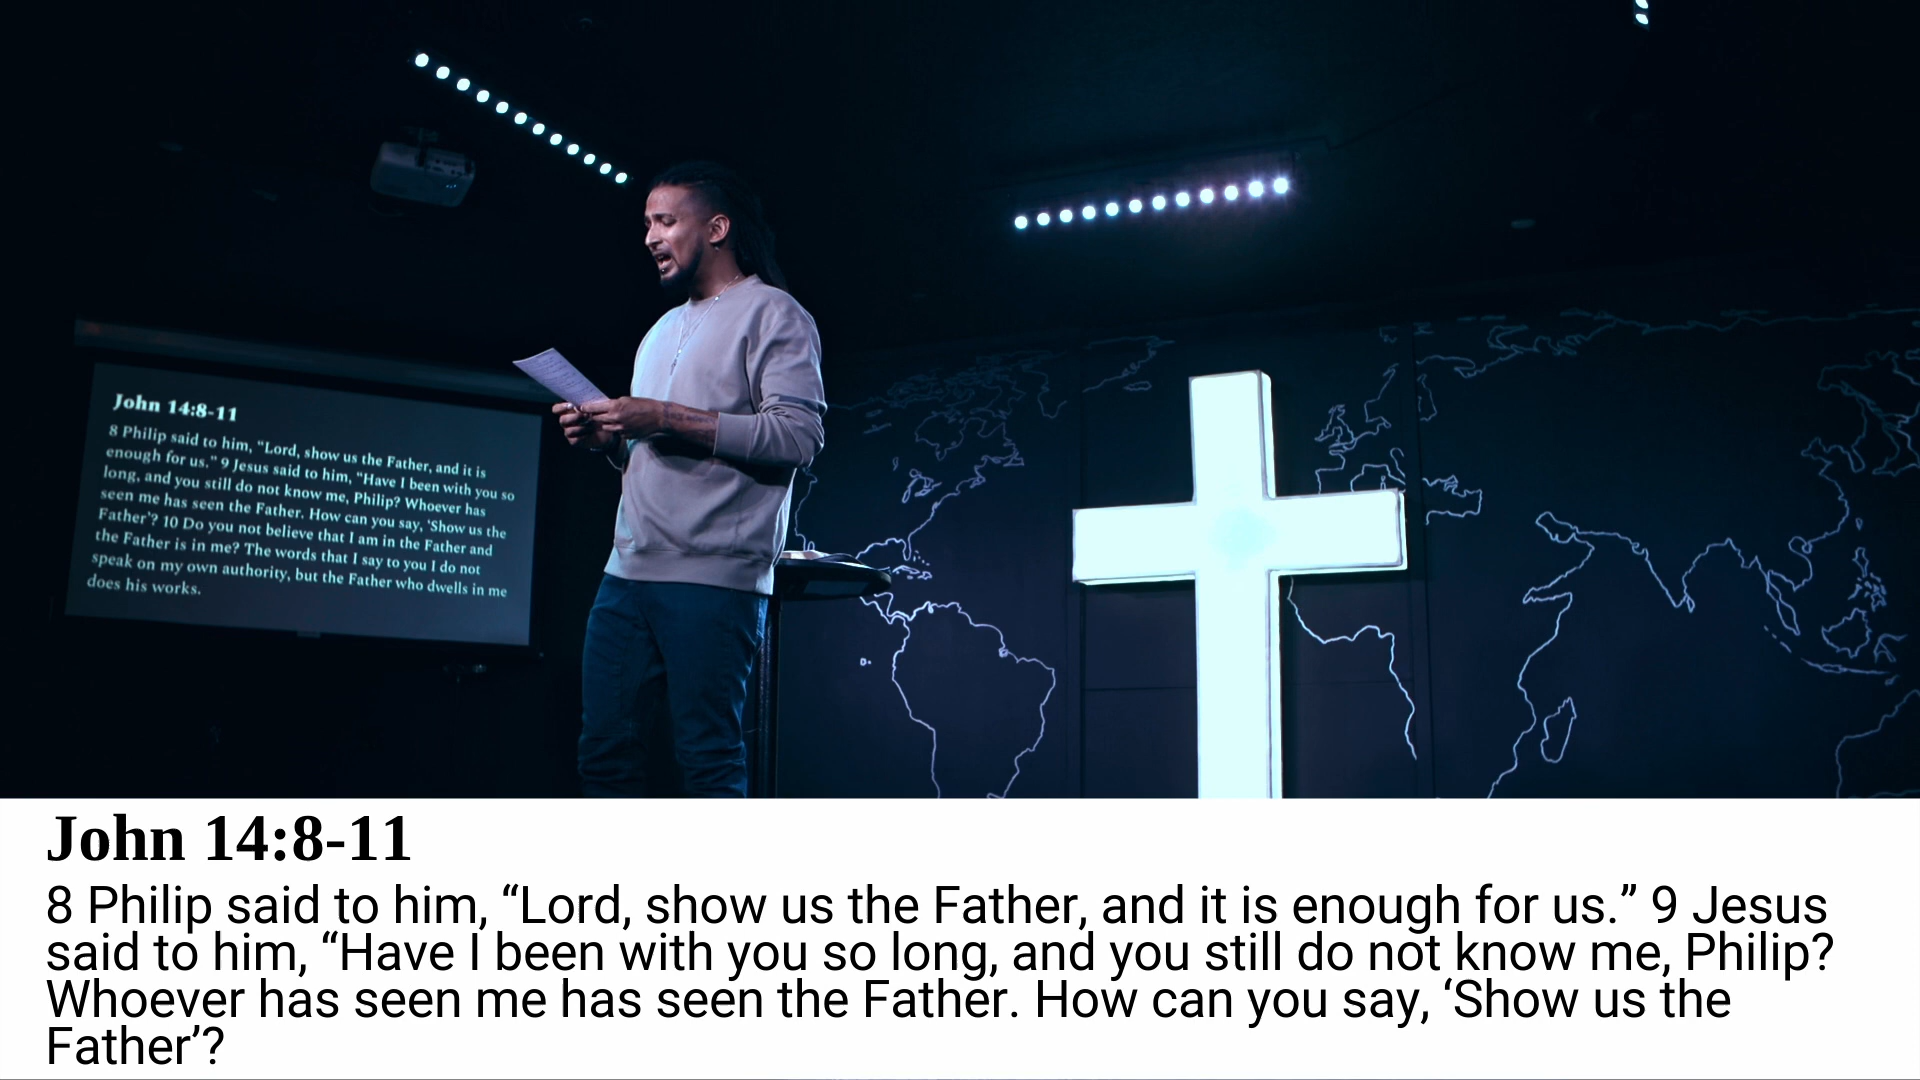 John 14:8-11
8 Philip said to him, “Lord, show us the Father, and it is
enough for us.” 9 Jesus said to him, “Have I been with you so
long, and you still do not know me, Philip? Whoever has
seen me has seen the Father. How can you say, ‘Show us the
Father’? 10 Do you not believe that I am in the Father and
the Father is in me? The words that I say to you I do not
speak on my own authority, but the Father who dwells in me
does his works.
John 14:8-11
8 Philip said to him, “Lord, show us the Father, and it is enough for us.” 9 Jesus
said to him, “Have I been with you so long, and you still do not know me, Philip?
Whoever has seen me has seen the Father. How can you say, ‘Show us the
Father’?